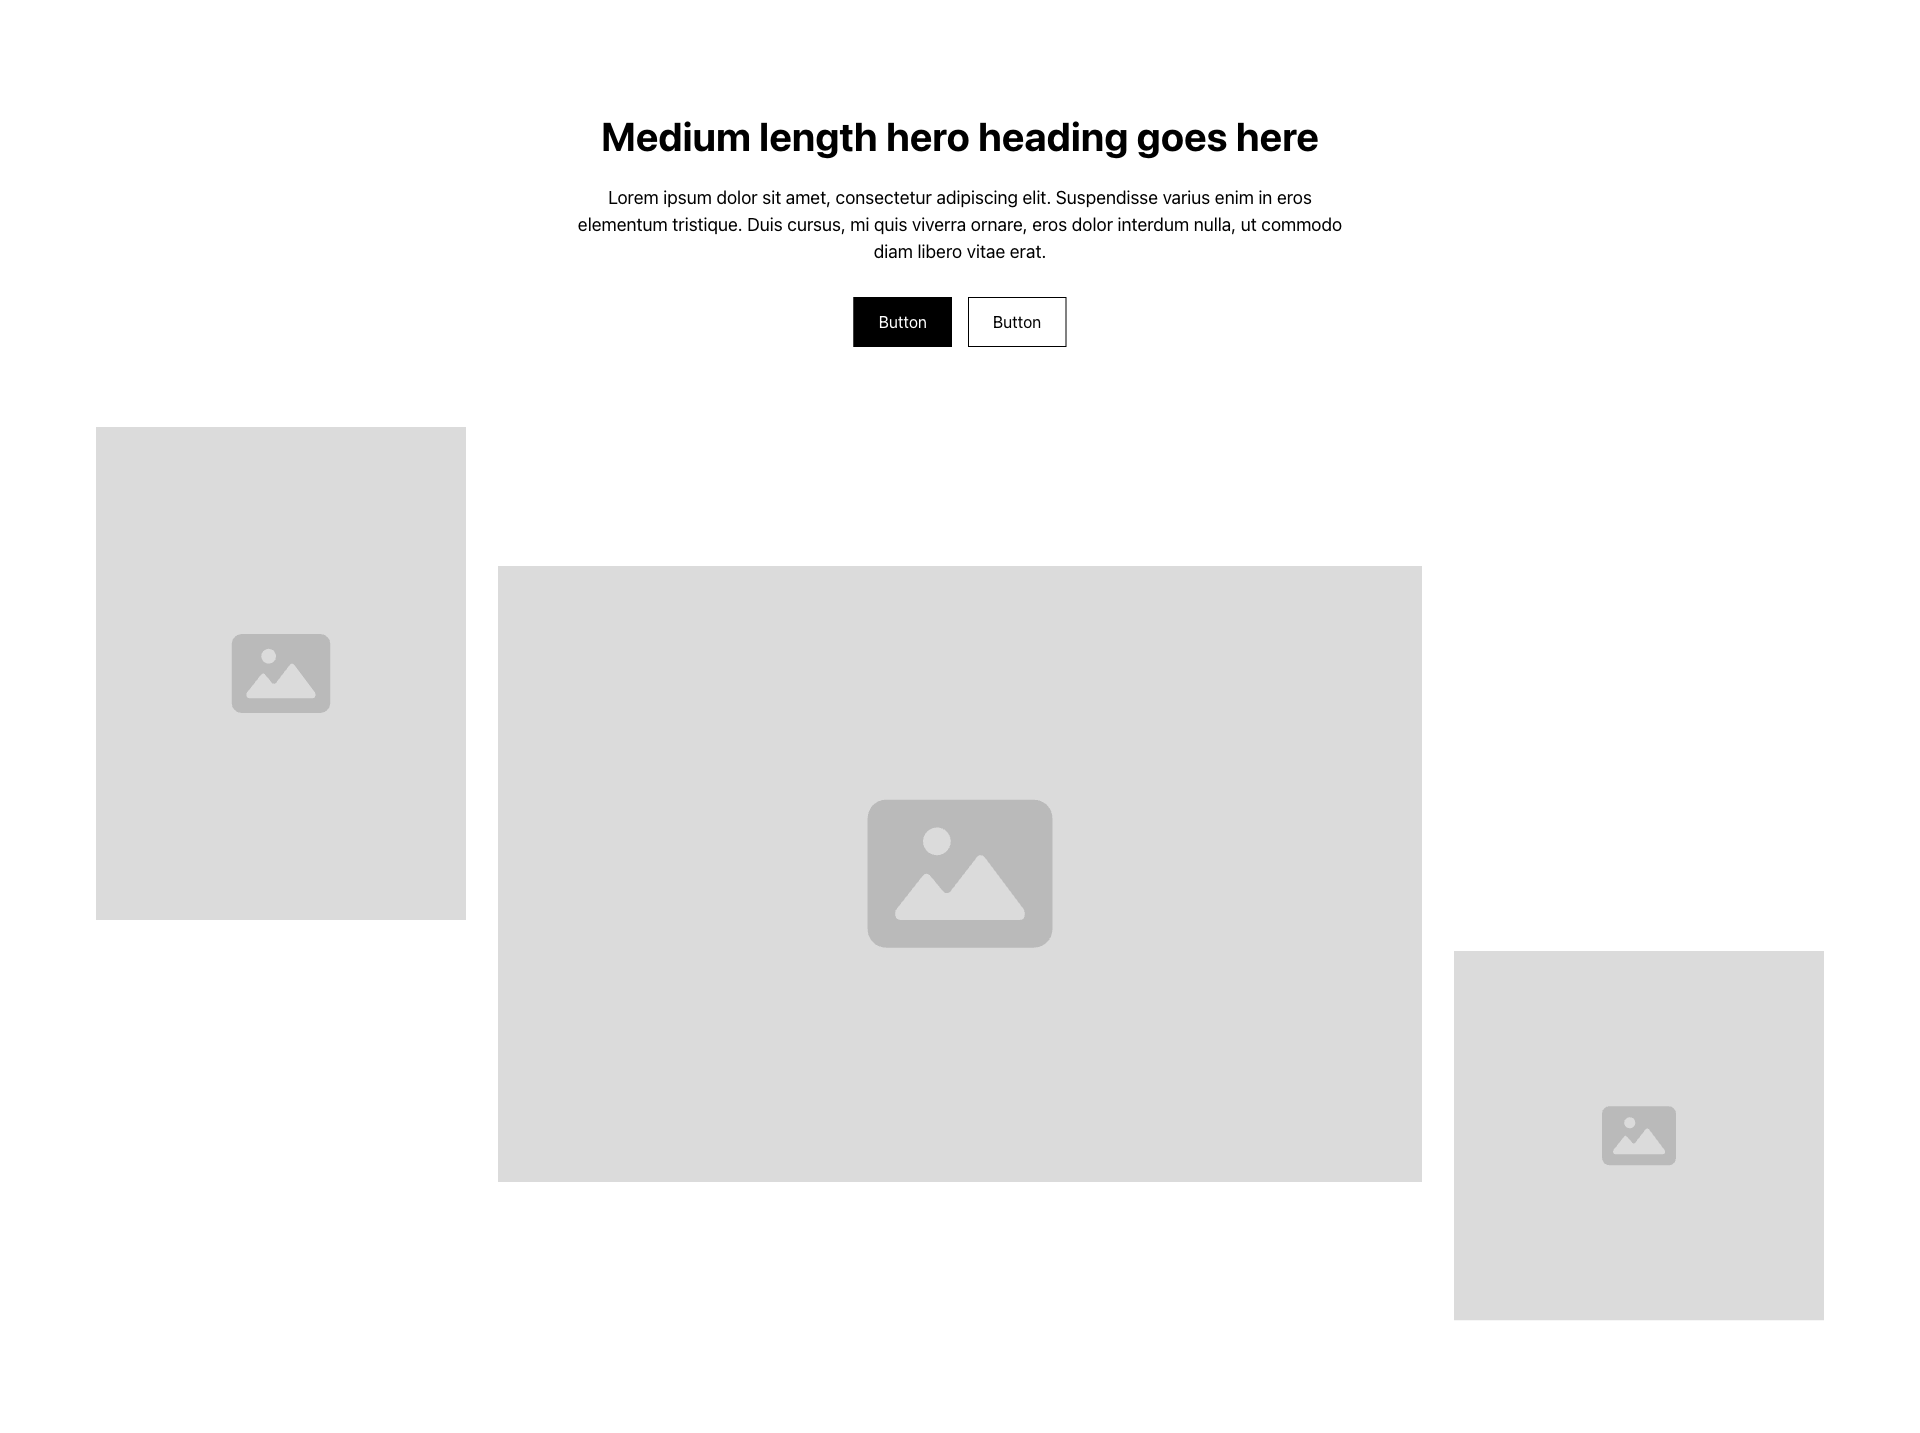 Medium length hero heading goes here
Lorem ipsum dolor sit amet, consectetur adipiscing elit. Suspendisse varius enim in eros
elementum tristique. Duis cursus, mi quis viverra ornare, eros dolor interdum nulla, ut commodo
diam libero vitae erat.
Button Button